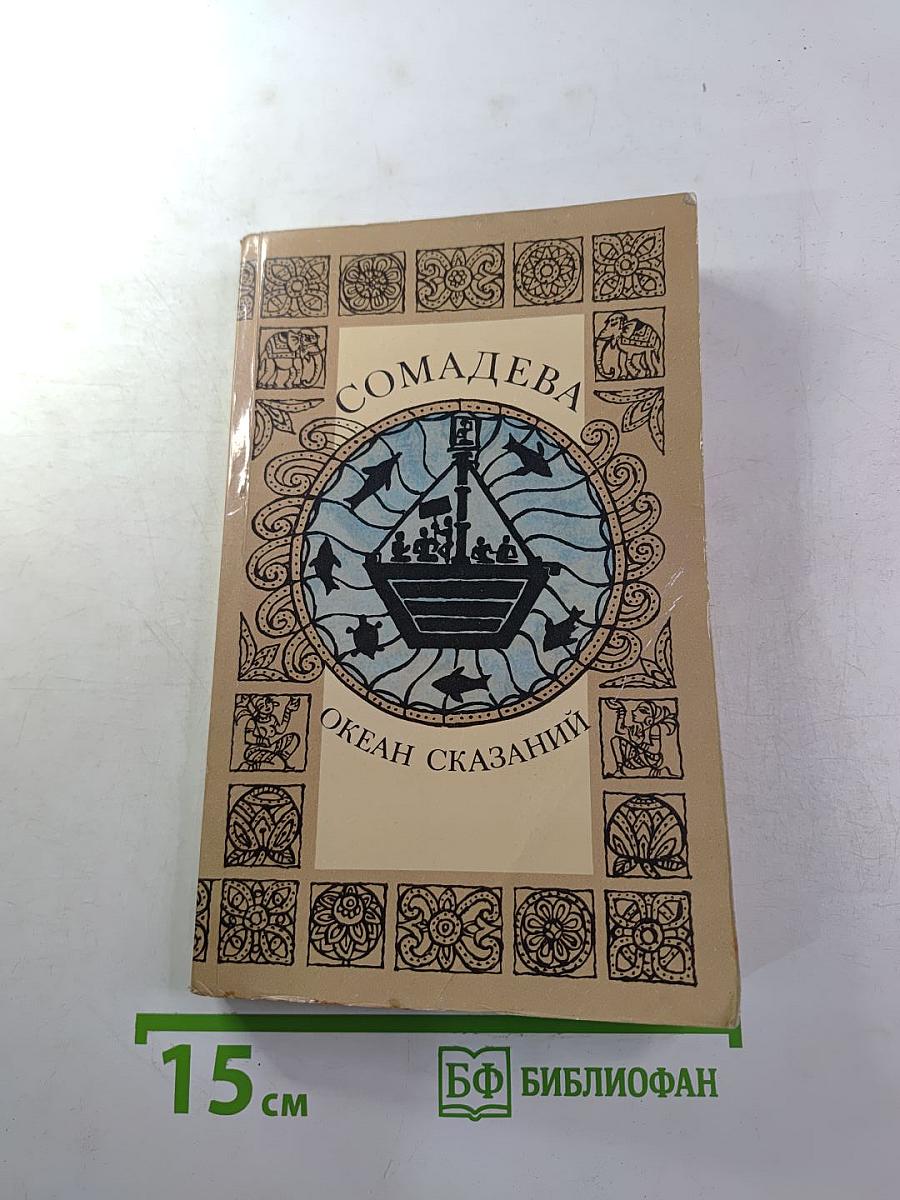 СОМАДЕВА
ОКЕАН СКАЗАНИЙ
15 см
БФ БИБЛИОФАН